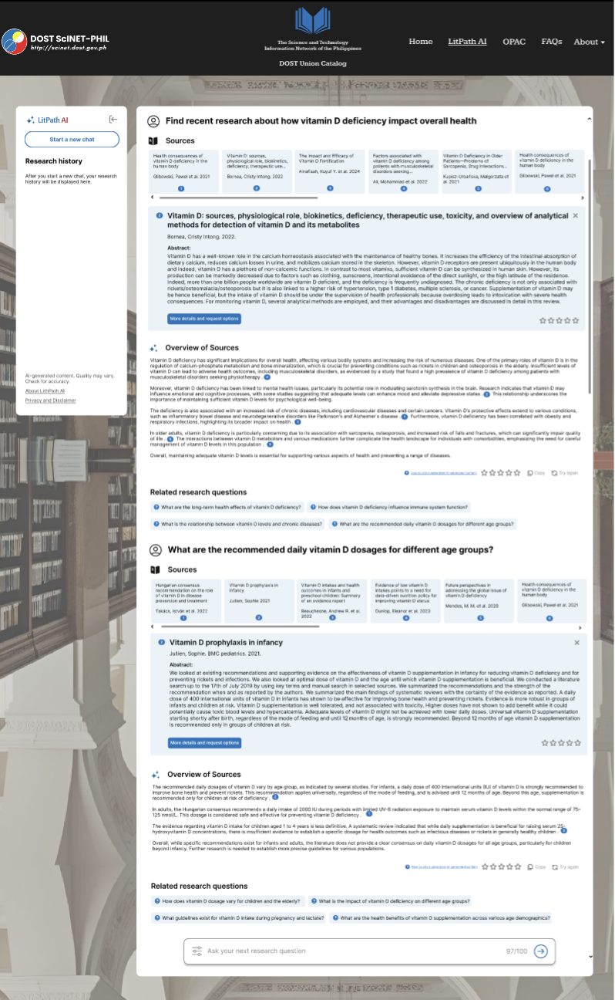 DOST SciNET-PHIL
http://scinet.dost.gov.ph
The Science and Technology
Information Network of the Philippines
DOST Union Catalog
Home
LitPath AI
OPAC
FAQs
About
LitPath AI
Start a new chat
Research history
After you start a new chat, your research
history will be displayed here.
AI-generated content. Quality may vary.
Check for accuracy.
About LitPath AI
Privacy and Disclaimer
Find recent research about how vitamin D deficiency impact overall health
Sources
Health consequences of
vitamin D deficiency in the
human body
Glibowski, Paweł et al. 2021
1
Vitamin D: sources,
physiological role, biokinetics,
deficiency, therapeutic use...
Bornea, Cristy Intong. 2022
2
The Impact and Efficacy of
Vitamin D Fortification
Alnafisah, Ruyuf Y. et al. 2024
3
Factors associated with
vitamin D deficiency among
patients with musculoskeletal
disorders seeking...
Ali, Mohammad et al. 2022
4
Vitamin D in Older
Patients—Problems of
Sarcopenia, Drug Interactions...
Kupisz-Urbańska, Małgorzata et
al. 2021
5
Health consequences of
vitamin D deficiency in the
human body
Glibowski, Paweł et al. 2021
6
2
Vitamin D: sources, physiological role, biokinetics, deficiency, therapeutic use, toxicity, and overview of analytical
methods for detection of vitamin D and its metabolites
Bornea, Cristy Intong. 2022.
Abstract:
Vitamin D has a well-known role in the calcium homeostasis associated with the maintenance of healthy bones. It increases the efficiency of the intestinal absorption of
dietary calcium, reduces calcium losses in urine, and mobilizes calcium stored in the skeleton. However, vitamin D receptors are present ubiquitously in the human body
and indeed, vitamin D has a plethora of non-calcemic functions. In contrast to most vitamins, sufficient vitamin D can be synthesized in human skin. However, its
production can be markedly decreased due to factors such as clothing, sunscreens, intentional avoidance of the direct sunlight, or the high latitude of the residence.
Indeed, more than one billion people worldwide are vitamin D deficient, and the deficiency is frequently undiagnosed. The chronic deficiency is not only associated with
rickets/osteomalacia/osteoporosis but it is also linked to a higher risk of hypertension, type 1 diabetes, multiple sclerosis, or cancer. Supplementation of vitamin D may
be hence beneficial, but the intake of vitamin D should be under the supervision of health professionals because overdosing leads to intoxication with severe health
consequences. For monitoring vitamin D, several analytical methods are employed, and their advantages and disadvantages are discussed in detail in this review.
More details and request options
Overview of Sources
Vitamin D deficiency has significant implications for overall health, affecting various bodily systems and increasing the risk of numerous diseases. One of the primary roles of vitamin D is in the
regulation of calcium-phosphate metabolism and bone mineralization, which is crucial for preventing conditions such as rickets in children and osteoporosis in the elderly. Insufficient levels of
vitamin D can lead to adverse health outcomes, including musculoskeletal disorders, as evidenced by a study that found a high prevalence of vitamin D deficiency among patients with
musculoskeletal disorders seeking physiotherapy .
Moreover, vitamin D deficiency has been linked to mental health issues, particularly its potential role in modulating serotonin synthesis in the brain. Research indicates that vitamin D may
influence emotional and cognitive processes, with some studies suggesting that adequate levels can enhance mood and alleviate depressive states . This relationship underscores the
importance of maintaining sufficient vitamin D levels for psychological well-being.
The deficiency is also associated with an increased risk of chronic diseases, including cardiovascular diseases and certain cancers. Vitamin D's protective effects extend to various conditions,
such as inflammatory bowel disease and neurodegenerative disorders like Parkinson's and Alzheimer's disease . Furthermore, vitamin D deficiency has been correlated with obesity and
respiratory infections, highlighting its broader impact on health .
In older adults, vitamin D deficiency is particularly concerning due to its association with sarcopenia, osteoporosis, and increased risk of falls and fractures, which can significantly impair quality
of life . The interactions between vitamin D metabolism and various medications further complicate the health landscape for individuals with comorbidities, emphasizing the need for careful
management of vitamin D levels in this population .
Overall, maintaining adequate vitamin D levels is essential for supporting various aspects of health and preventing a range of diseases.
Copy
Try again
Related research questions
What are the long-term health effects of vitamin D deficiency?
How does vitamin D deficiency influence immune system function?
What is the relationship between vitamin D levels and chronic diseases?
What are the recommended daily vitamin D dosages for different age groups?
What are the recommended daily vitamin D dosages for different age groups?
Sources
Hungarian consensus
recommendation on the role
of vitamin D in disease
prevention and treatment
Takács, István et al. 2022
1
Vitamin D prophylaxis in
infancy
Jullien, Sophie 2021
2
Vitamin D intakes and health
outcomes in infants and
preschool children: Summary
of an evidence report
Beauchesne, Andrew R. et al.
2022
3
Evidence of low vitamin D
intakes points to a need for
data-driven nutrition policy for
improving vitamin D status
Dunlop, Eleanor et al. 2023
4
Future perspectives in
addressing the global issue of
vitamin D deficiency
Mendes, M. M. et al. 2020
5
Health consequences of
vitamin D deficiency in the
human body
Glibowski, Paweł et al. 2021
6
2
Vitamin D prophylaxis in infancy
Jullien, Sophie. BMC pediatrics. 2021.
Abstract:
We looked at existing recommendations and supporting evidence on the effectiveness of vitamin D supplementation in infancy for reducing vitamin D deficiency and for
preventing rickets and infections. We also looked at optimal dose of vitamin D and the age until which vitamin D supplementation is beneficial. We conducted a literature
search up to the 17th of July 2019 by using key terms and manual search in selected sources. We summarized the recommendations and the strength of the
recommendation when and as reported by the authors. We summarized the main findings of systematic reviews with the certainty of the evidence as reported. A daily
dose of 400 international units of vitamin D in infants has shown to be effective for improving bone health and preventing rickets. Evidence is more robust in groups of
infants and children at risk. Vitamin D supplementation is well tolerated, and not associated with toxicity. Higher doses have not shown to add benefit while it could
potentially cause toxic blood levels and hypercalcemia. Adequate levels of vitamin D might not be achieved with lower daily doses. Universal vitamin D supplementation
starting shortly after birth, regardless of the mode of feeding and until 12 months of age, is strongly recommended. Beyond 12 months of age vitamin D supplementation
is recommended only in groups of children at risk.
More details and request options
Overview of Sources
The recommended daily dosages of vitamin D vary by age group, as indicated by several studies. For infants, a daily dose of 400 international units (IU) of vitamin D is strongly recommended to
improve bone health and prevent rickets. This recommendation applies universally, regardless of the mode of feeding, and is advised until 12 months of age. Beyond this age, supplementation is
recommended only for children at risk of deficiency .
In adults, the Hungarian consensus recommends a daily intake of 2000 IU during periods with limited UV-B radiation exposure to maintain serum vitamin D levels within the normal range of 75-
125 nmol/L. This dosage is considered safe and effective for preventing vitamin D deficiency .
The evidence regarding vitamin D intake for children aged 1 to 4 years is less definitive. A systematic review indicated that while daily supplementation is beneficial for raising serum 25-
hydroxyvitamin D concentrations, there is insufficient evidence to establish a specific dosage for health outcomes such as infectious diseases or rickets in generally healthy children .
Overall, while specific recommendations exist for infants and adults, the literature does not provide a clear consensus on daily vitamin D dosages for all age groups, particularly for children
beyond infancy. Further research is needed to establish more precise guidelines for various populations.
Copy
Try again
Related research questions
How does vitamin D dosage vary for children and the elderly?
What is the impact of vitamin D deficiency on different age groups?
What guidelines exist for vitamin D intake during pregnancy and lactate?
What are the health benefits of vitamin D supplementation across various age demographics?
Ask your next research question
97/100